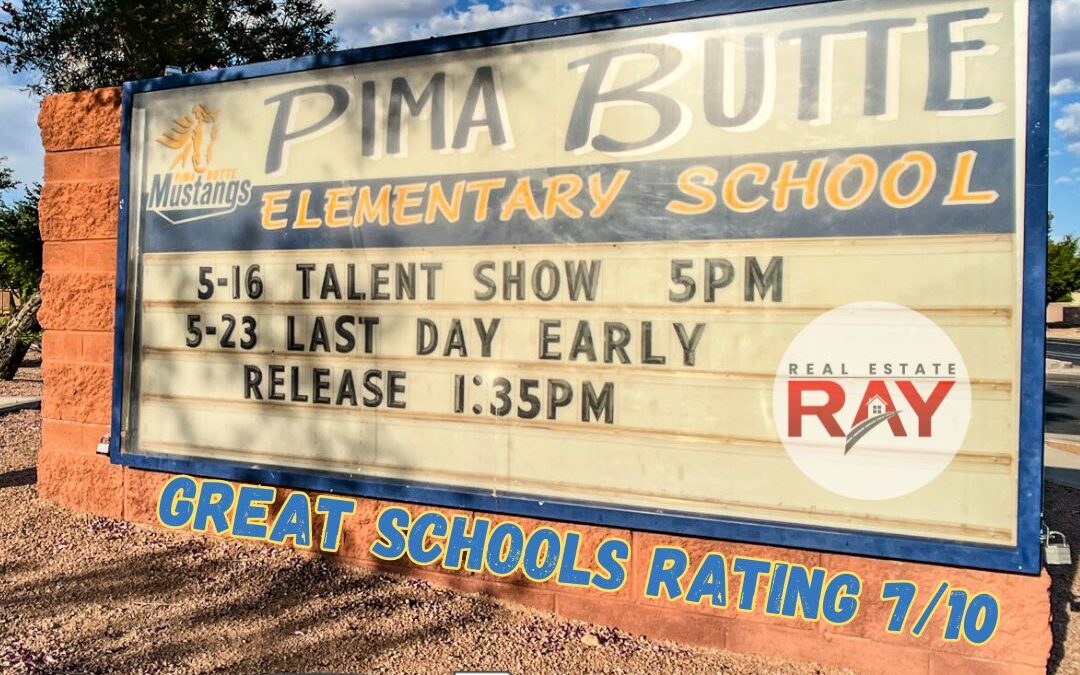 PIMA BUTTE
PIMA BUTTE
Mustangs
ELEMENTARY SCHOOL
5-16 TALENT SHOW 5PM
5-23 LAST DAY EARLY
RELEASE 1:35PM
REAL ESTATE
RAY
GREAT SCHOOLS RATING 7/10